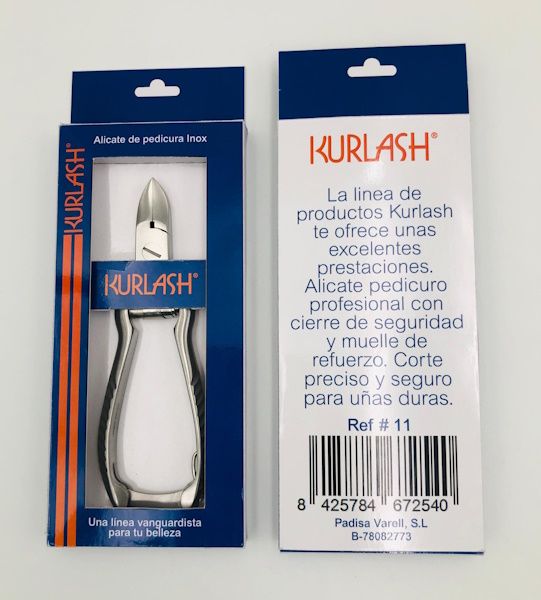 Alicate de pedicura Inox
KURLASH
KURLASH®
Una línea vanguardista
para tu belleza
KURLASH®
La linea de
productos Kurlash
te ofrece unas
excelentes
prestaciones.
Alicate pedicuro
profesional con
cierre de seguridad
y muelle de
refuerzo. Corte
preciso y seguro
para uñas duras.
Ref # 11
8 425784 672540
Padisa Varell, S.L
B-78082773